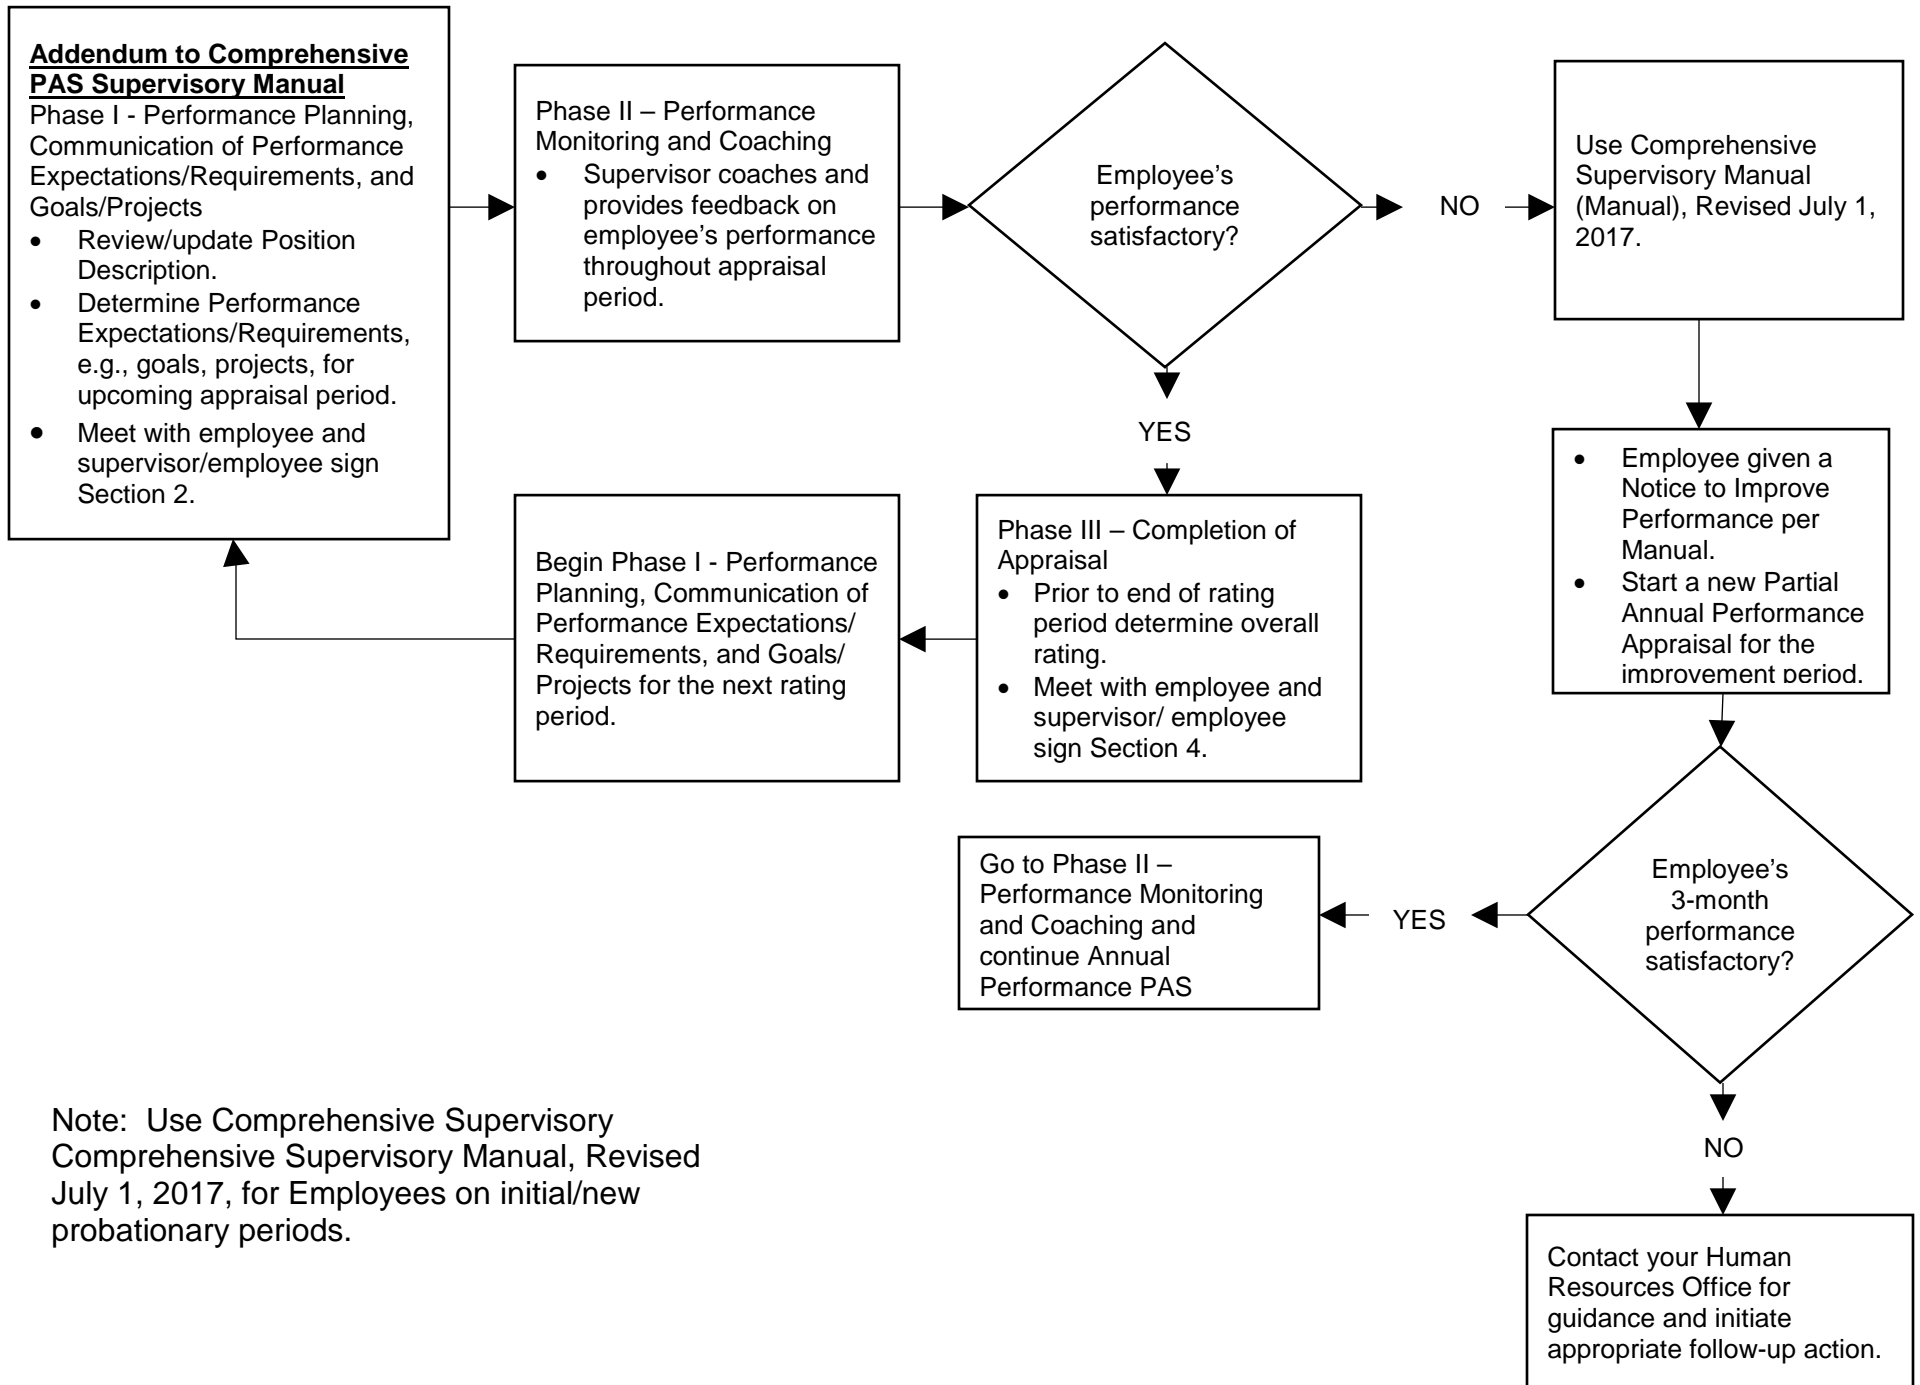 Addendum to Comprehensive
PAS Supervisory Manual
Phase I - Performance Planning,
Communication of Performance
Expectations/Requirements, and
Goals/Projects
• Review/update Position
Description.
• Determine Performance
Expectations/Requirements,
e.g., goals, projects, for
upcoming appraisal period.
• Meet with employee and
supervisor/employee sign
Section 2.
Phase II – Performance
Monitoring and Coaching
• Supervisor coaches and
provides feedback on
employee's performance
throughout appraisal
period.
Employee's
performance
satisfactory?
NO
Use Comprehensive
Supervisory Manual
(Manual), Revised July 1,
2017.
YES
Phase III – Completion of
Appraisal
• Prior to end of rating
period determine overall
rating.
• Meet with employee and
supervisor/ employee
sign Section 4.
Begin Phase I - Performance
Planning, Communication of
Performance Expectations/
Requirements, and Goals/
Projects for the next rating
period.
• Employee given a
Notice to Improve
Performance per
Manual.
• Start a new Partial
Annual Performance
Appraisal for the
improvement period.
Employee's
3-month
performance
satisfactory?
YES
Go to Phase II –
Performance Monitoring
and Coaching and
continue Annual
Performance PAS
NO
Contact your Human
Resources Office for
guidance and initiate
appropriate follow-up action.
Note: Use Comprehensive Supervisory
Comprehensive Supervisory Manual, Revised
July 1, 2017, for Employees on initial/new
probationary periods.